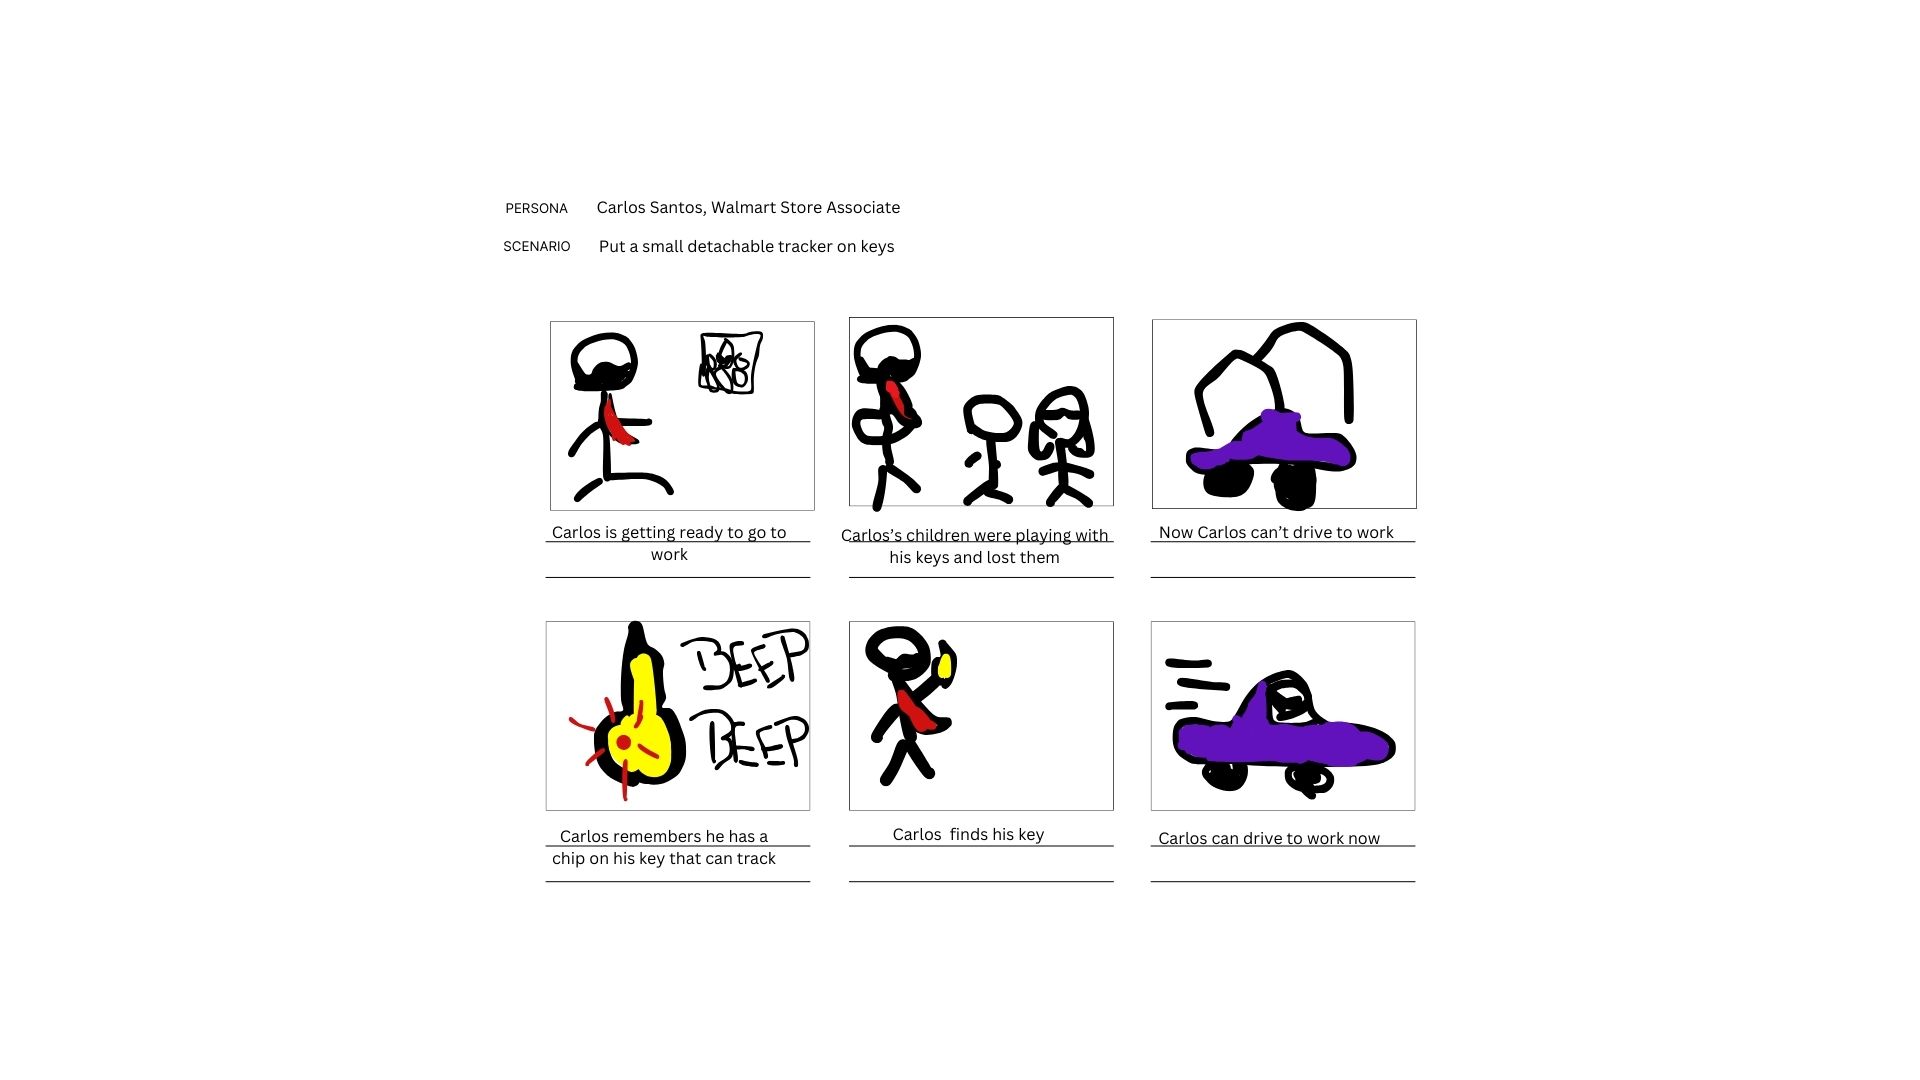 PERSONA Carlos Santos, Walmart Store Associate
SCENARIO Put a small detachable tracker on keys
Carlos is getting ready to go to
work
Carlos's children were playing with
his keys and lost them
Now Carlos can't drive to work
BEEP
BEEP
Carlos remembers he has a
chip on his key that can track
Carlos  finds his key
Carlos can drive to work now